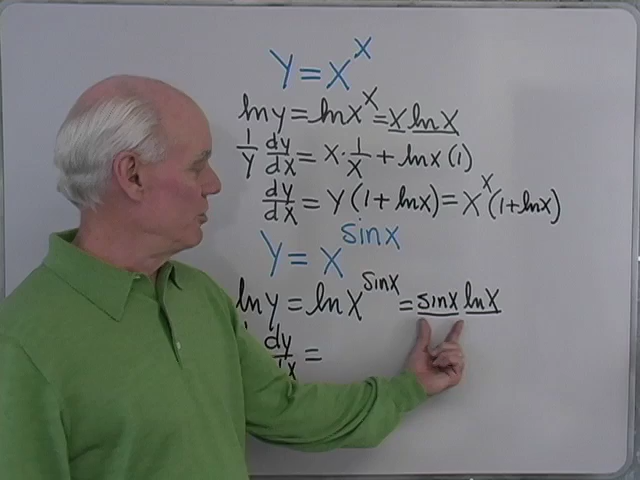 Y = X^X
ln y = ln X^X = X ln X
1/Y dy/dx = X · 1/X + ln X (1)
dy/dx = Y (1 + ln X) = X^X (1 + ln X)
Y = X^sin X
ln Y = ln X^sin X = sin X ln X
dy/dx =